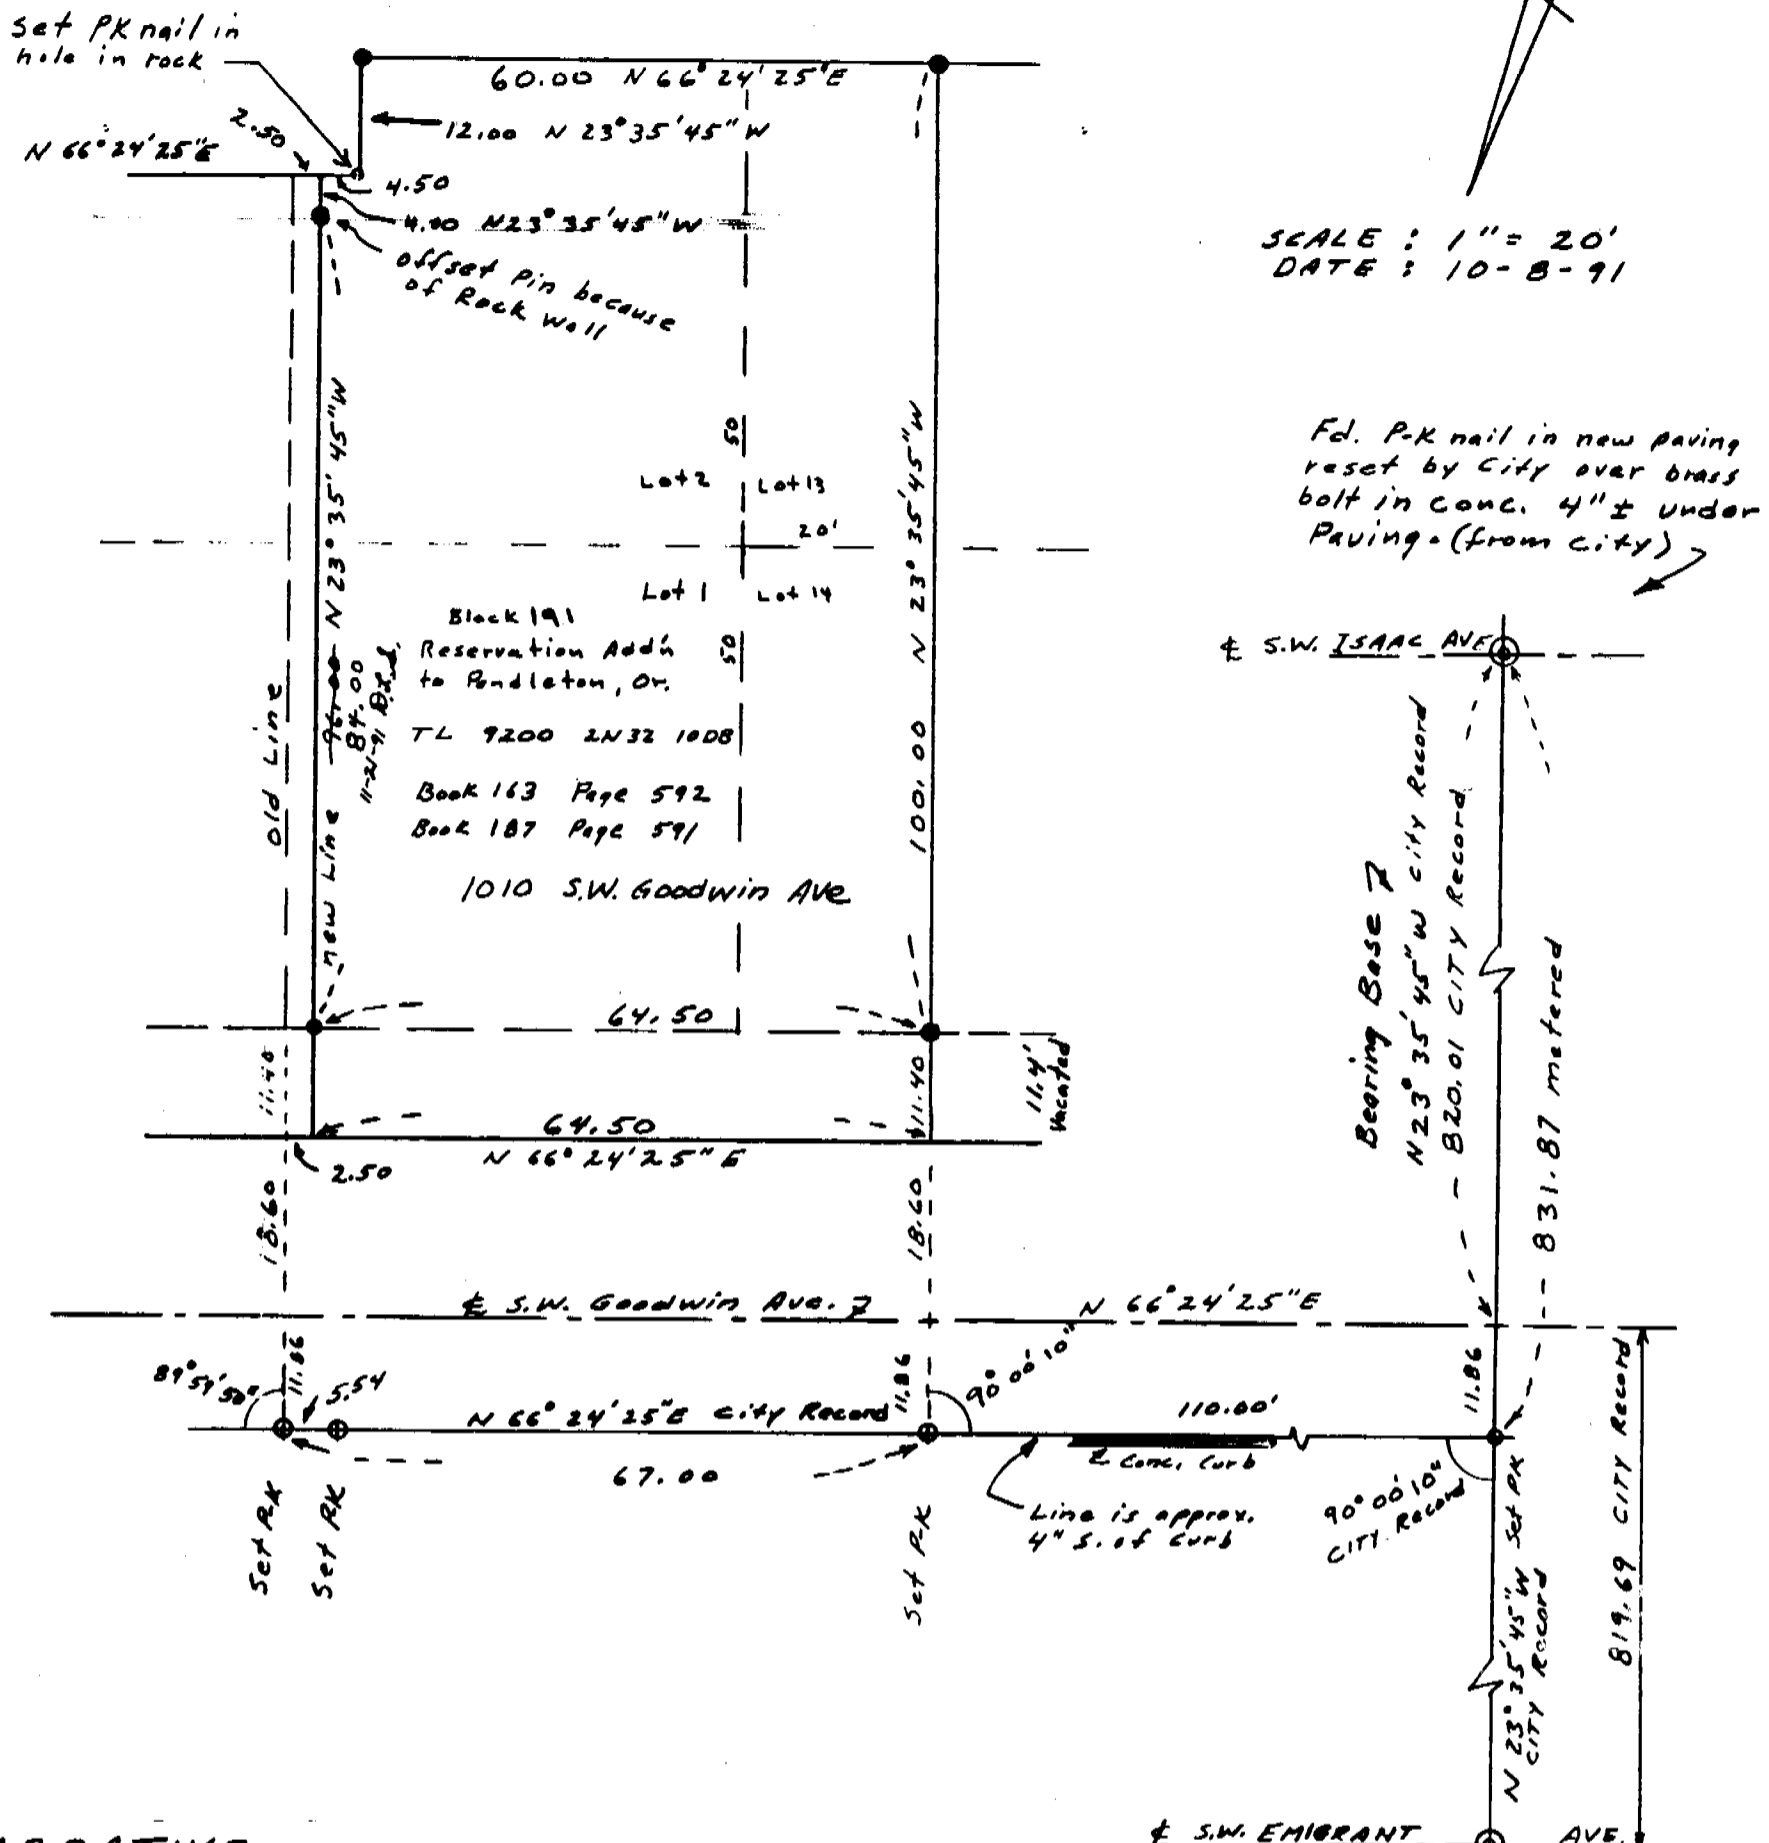 Set PK nail in
hole in rock
60.00 N 66° 24' 25" E
2.50
12.00 N 23° 35' 45" W
N 66° 24' 25" E
4.50
4.00 N 23° 35' 45" W
offset pin because
of Rock Wall
SCALE : 1" = 20'
DATE : 10-8-91
Fd. P-K nail in new paving
reset by City over brass
bolt in conc. 4" ± under
Paving. (from city)
50
Lot 2
Lot 13
20'
Lot 1
Lot 14
50
Block 191
Reservation Add'n
to Pendleton, Or.
TL 9200 2N32 10DB
Book 163 Page 592
Book 187 Page 591
1010 S.W. Goodwin Ave
Old Line
New Line 96.00 N 23° 35' 45" W
84.00
11-21-91
100.00 N 23° 35' 45" W
℄ S.W. ISAAC AVE
Bearing Base
N 23° 35' 45" W City Record
820.01 CITY Record
831.87 metered
64.50
11.40
11.40
11.4'
Vacated
64.50
N 66° 24' 25" E
2.50
18.60
18.60
℄ S.W. Goodwin Ave.
N 66° 24' 25" E
89° 59' 50"
11.86
5.54
11.86
90° 00' 10"
11.86
N 66° 24' 25" E City Record
110.00'
67.00
Conc. Curb
Line is approx.
4" S. of Curb
90° 00' 10"
CITY Record
Set PK
Set PK
Set P-K
Set PK
N 23° 35' 45" W
CITY Record
819.69 CITY Record
℄ S.W. EMIGRANT AVE.